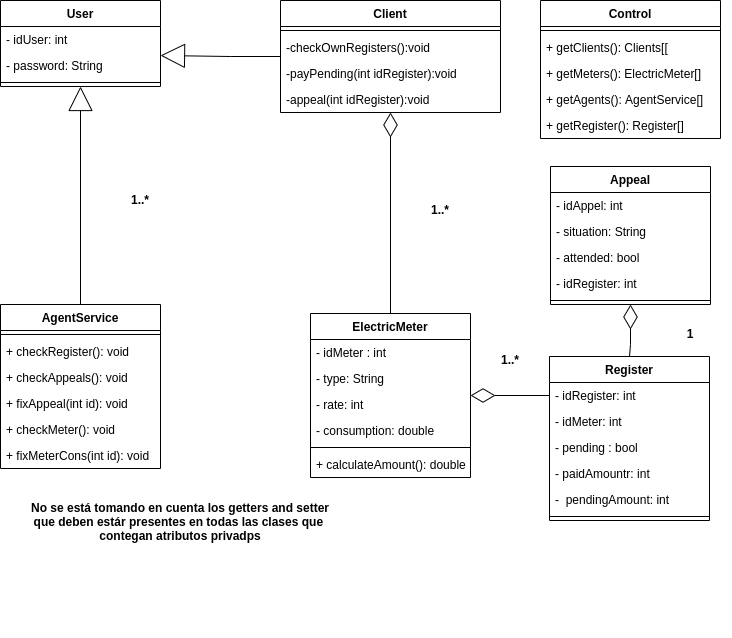 User
- idUser: int
- password: String
Client
-checkOwnRegisters():void
-payPending(int idRegister):void
-appeal(int idRegister):void
Control
+ getClients(): Clients[[
+ getMeters(): ElectricMeter[]
+ getAgents(): AgentService[]
+ getRegister(): Register[]
Appeal
- idAppel: int
- situation: String
- attended: bool
- idRegister: int
1..*
1..*
AgentService
+ checkRegister(): void
+ checkAppeals(): void
+ fixAppeal(int id): void
+ checkMeter(): void
+ fixMeterCons(int id): void
ElectricMeter
- idMeter : int
- type: String
- rate: int
- consumption: double
+ calculateAmount(): double
1..*
1
Register
- idRegister: int
- idMeter: int
- pending : bool
- paidAmountr: int
-  pendingAmount: int
No se está tomando en cuenta los getters and setter
que deben estár presentes en todas las clases que
contegan atributos privadps